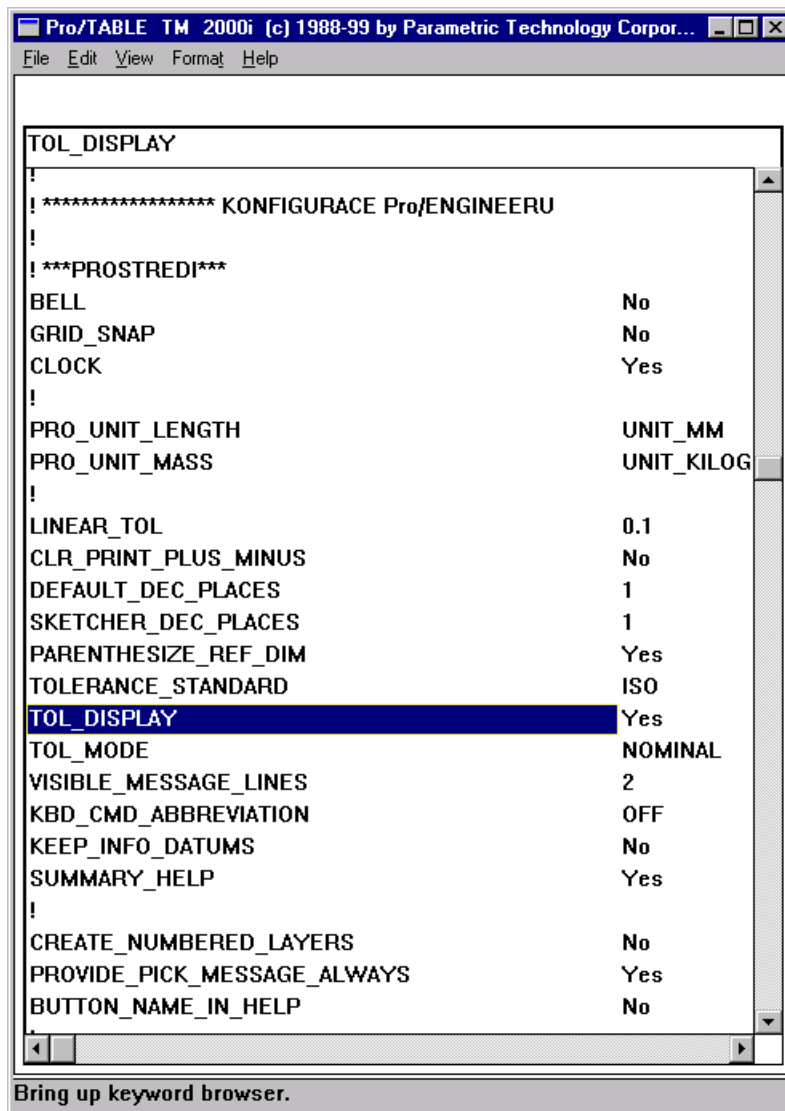 Pro/TABLE TM 2000i (c) 1988-99 by Parametric Technology Corpor...
File Edit View Format Help
TOL_DISPLAY
!
! ****************** KONFIGURACE Pro/ENGINEERU
!
! ***PROSTREDI***
BELL No
GRID_SNAP No
CLOCK Yes
!
PRO_UNIT_LENGTH UNIT_MM
PRO_UNIT_MASS UNIT_KILOG
!
LINEAR_TOL 0.1
CLR_PRINT_PLUS_MINUS No
DEFAULT_DEC_PLACES 1
SKETCHER_DEC_PLACES 1
PARENTHESIZE_REF_DIM Yes
TOLERANCE_STANDARD ISO
TOL_DISPLAY Yes
TOL_MODE NOMINAL
VISIBLE_MESSAGE_LINES 2
KBD_CMD_ABBREVIATION OFF
KEEP_INFO_DATUMS No
SUMMARY_HELP Yes
!
CREATE_NUMBERED_LAYERS No
PROVIDE_PICK_MESSAGE_ALWAYS Yes
BUTTON_NAME_IN_HELP No
!
Bring up keyword browser.